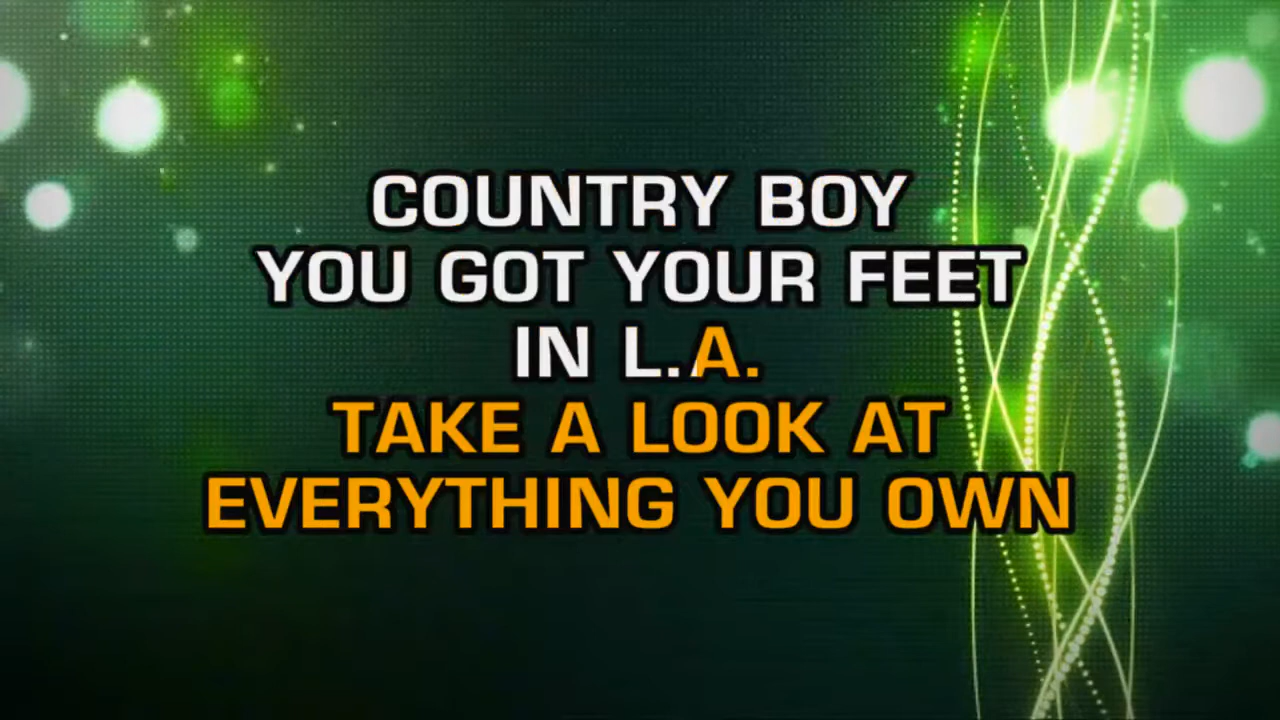 COUNTRY BOY
YOU GOT YOUR FEET
IN L.A.
TAKE A LOOK AT
EVERYTHING YOU OWN